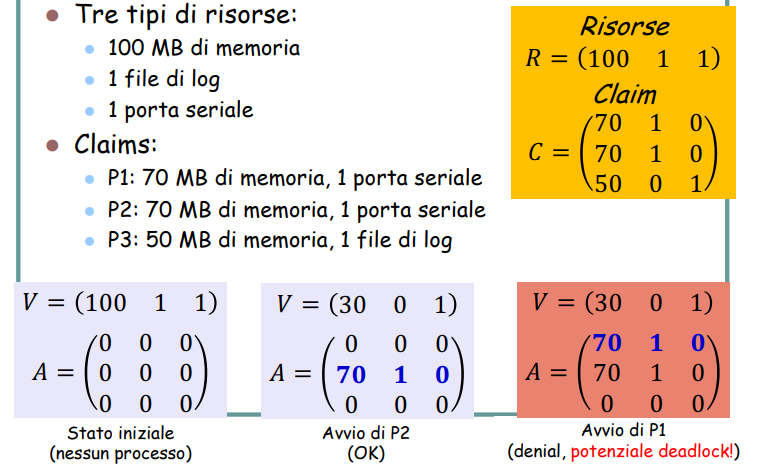 Tre tipi di risorse:
100 MB di memoria
1 file di log
1 porta seriale
Claims:
P1: 70 MB di memoria, 1 porta seriale
P2: 70 MB di memoria, 1 porta seriale
P3: 50 MB di memoria, 1 file di log
Risorse
R = (100 1 1)
Claim
C = (70 1 0
70 1 0
50 0 1)
V = (100 1 1)
A = (0 0 0
0 0 0
0 0 0)
Stato iniziale
(nessun processo)
V = (30 0 1)
A = (0 0 0
70 1 0
0 0 0)
Avvio di P2
(OK)
V = (30 0 1)
A = (70 1 0
70 1 0
0 0 0)
Avvio di P1
(denial, potenziale deadlock!)